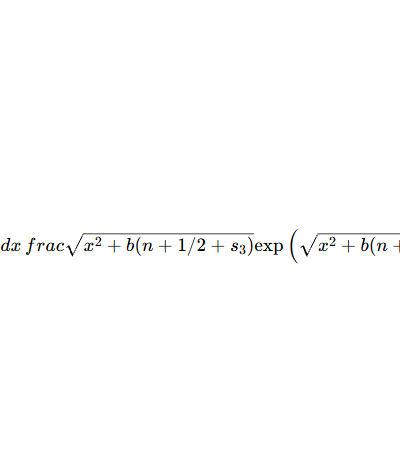 dx frac√x² + b(n + 1/2 + s₃)exp (√x² + b(n +